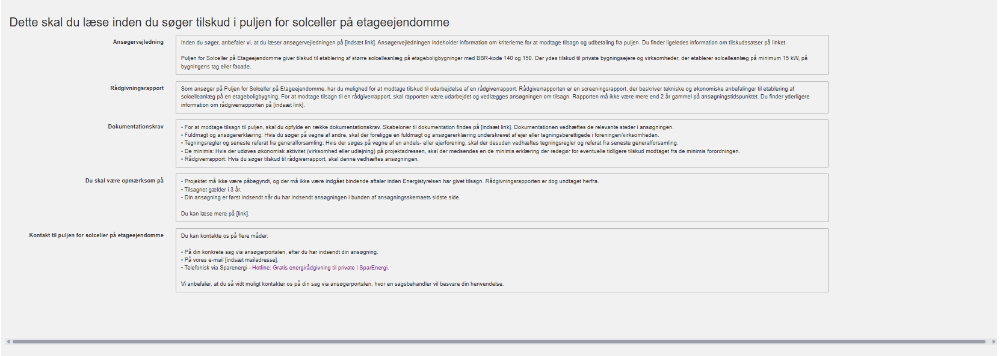 Dette skal du læse inden du søger tilskud i puljen for solceller på etageejendomme
Ansøgervejledning
Inden du søger, anbefaler vi, at du læser ansøgervejledningen på [indsæt link]. Ansøgervejledningen indeholder information om kriterierne for at modtage tilsagn og udbetaling fra puljen. Du finder ligeledes information om tilskudssatser på linket.
Puljen for Solceller på Etageejendomme giver tilskud til etablering af større solcelleanlæg på etageboligbygninger med BBR-kode 140 og 150. Der ydes tilskud til private bygningsejere og virksomheder, der etablerer solcelleanlæg på minimum 15 kW, på
bygningens tag eller facade.
Rådgivningsrapport
Som ansøger på Puljen for Solceller på Etageejendomme, har du mulighed for at modtage tilskud til udarbejdelse af en rådgiverrapport. Rådgiverrapporten er en screeningsrapport, der beskriver tekniske og økonomiske anbefalinger til etablering af
solcelleanlæg på en etageboligbygning. For at modtage tilsagn til en rådgiverrapport, skal rapporten være udarbejdet og vedlægges ansøgningen om tilsagn. Rapporten må ikke være mere end 2 år gammel på ansøgningstidspunktet. Du finder yderligere
information om rådgiverrapporten på [indsæt link].
Dokumentationskrav
• For at modtage tilsagn til puljen, skal du opfylde en række dokumentationskrav. Skabeloner til dokumentation findes på [indsæt link]. Dokumentationen vedhæftes de relevante steder i ansøgningen.
• Fuldmagt og ansøgererklæring: Hvis du søger på vegne af andre, skal der foreligge en fuldmagt og ansøgererklæring underskrevet af ejer eller tegningsberettigede i foreningen/virksomheden.
• Tegningsregler og seneste referat fra generalforsamling: Hvis der søges på vegne af en andels- eller ejerforening, skal der desuden vedhæftes tegningsregler og referat fra seneste generalforsamling.
• De minimis: Hvis der udøves økonomisk aktivitet (virksomhed eller udlejning) på projektadressen, skal der medsendes en de minimis erklæring der redegør for eventuelle tidligere tilskud modtaget fra de minimis forordningen.
• Rådgiverrapport: Hvis du søger tilskud til rådgiverrapport, skal denne vedhæftes ansøgningen.
Du skal være opmærksom på
• Projektet må ikke være påbegyndt, og der må ikke være indgået bindende aftaler inden Energistyrelsen har givet tilsagn. Rådgivningsrapporten er dog undtaget herfra.
• Tilsagnet gælder i 3 år.
• Din ansøgning er først indsendt når du har indsendt ansøgningen i bunden af ansøgningsskemaets sidste side.
Du kan læse mere på [link].
Kontakt til puljen for solceller på etageejendomme
Du kan kontakte os på flere måder:
• På din konkrete sag via ansøgerportalen, efter du har indsendt din ansøgning.
• På vores e-mail [indsæt mailadresse].
• Telefonisk via Sparenergi - Hotline: Gratis energirådgivning til private | SparEnergi.
Vi anbefaler, at du så vidt muligt kontakter os på din sag via ansøgerportalen, hvor en sagsbehandler vil besvare din henvendelse.